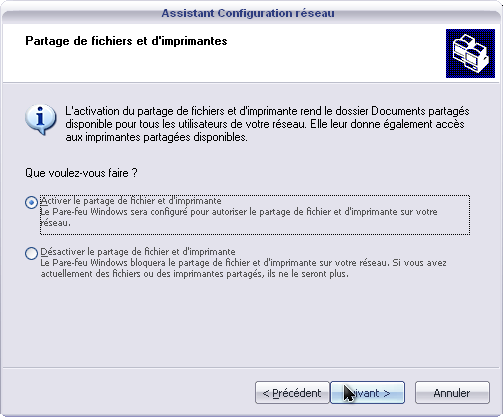 Assistant Configuration réseau
Partage de fichiers et d'imprimantes
L'activation du partage de fichiers et d'imprimante rend le dossier Documents partagés
disponible pour tous les utilisateurs de votre réseau. Elle leur donne également accès
aux imprimantes partagées disponibles.
Que voulez-vous faire ?
Activer le partage de fichier et d'imprimante
Le Pare-feu Windows sera configuré pour autoriser le partage de fichier et d'imprimante sur votre
réseau.
Désactiver le partage de fichier et d'imprimante
Le Pare-feu Windows bloquera le partage de fichier et d'imprimante sur votre réseau. Si vous avez
actuellement des fichiers ou des imprimantes partagés, ils ne le seront plus.
< Précédent Suivant > Annuler